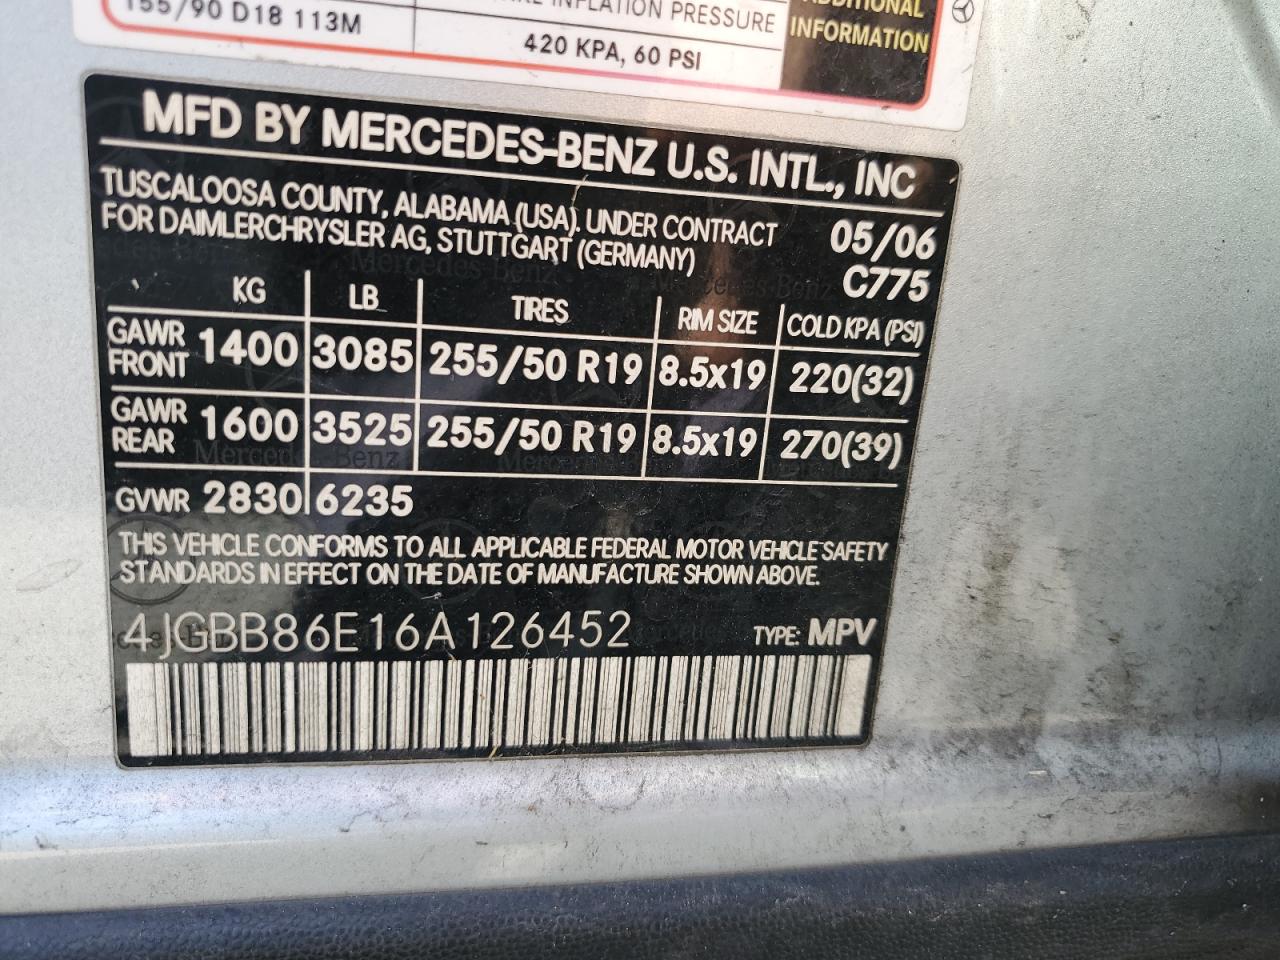 155/90 D18 113M
INFLATION PRESSURE
420 KPA, 60 PSI
ADDITIONAL
INFORMATION
MFD BY MERCEDES-BENZ U.S. INTL., INC
TUSCALOOSA COUNTY, ALABAMA (USA). UNDER CONTRACT 05/06
FOR DAIMLERCHRYSLER AG, STUTTGART (GERMANY) C775
KG LB TIRES RIM SIZE COLD KPA (PSI)
GAWR FRONT 1400 3085 255/50 R19 8.5x19 220(32)
GAWR REAR 1600 3525 255/50 R19 8.5x19 270(39)
GVWR 2830 6235
THIS VEHICLE CONFORMS TO ALL APPLICABLE FEDERAL MOTOR VEHICLE SAFETY
STANDARDS IN EFFECT ON THE DATE OF MANUFACTURE SHOWN ABOVE.
4JGBB86E16A126452 TYPE: MPV